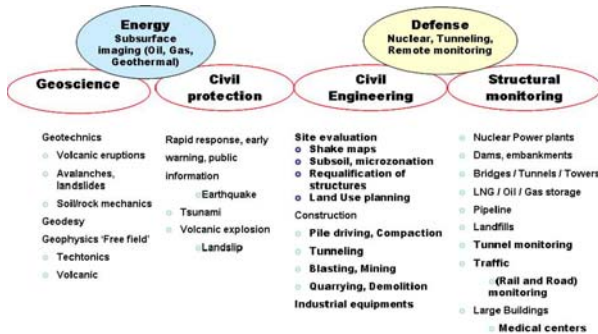 Energy
Subsurface
imaging (Oil, Gas,
Geothermal)
Defense
Nuclear, Tunneling,
Remote monitoring
Geoscience
Civil
protection
Civil
Engineering
Structural
monitoring
Geotechnics
Volcanic eruptions
Avalanches,
landslides
Soil/rock mechanics
Geodesy
Geophysics ‘Free field’
Techtonics
Volcanic
Rapid response, early
warning, public
information
Earthquake
Tsunami
Volcanic explosion
Landslip
Site evaluation
Shake maps
Subsoil, microzonation
Requalification of
structures
Land Use planning
Construction
Pile driving, Compaction
Tunneling
Blasting, Mining
Quarrying, Demolition
Industrial equipments
Nuclear Power plants
Dams, embankments
Bridges / Tunnels / Towers
LNG / Oil / Gas storage
Pipeline
Landfills
Tunnel monitoring
Traffic
(Rail and Road)
monitoring
Large Buildings
Medical centers